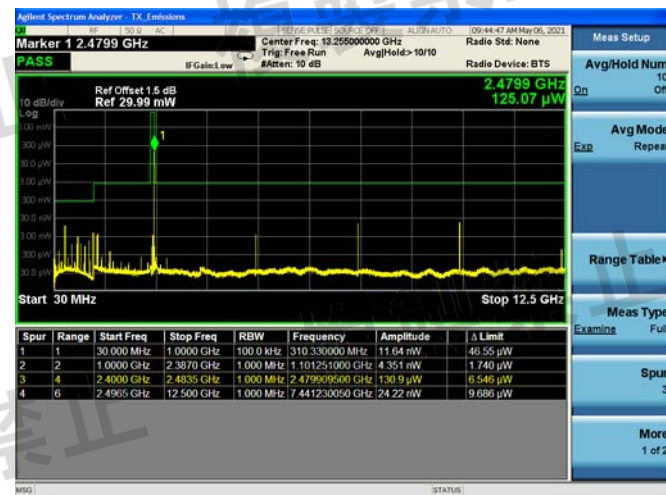 Agilent Spectrum Analyzer - TX_Emissions
RF 50 Ω AC SENSE:PULSE SOURCE OFF ALIGN AUTO 09:44:47 AM May 06, 2021
Marker 1 2.4799 GHz
Center Freq: 13.255000000 GHz
Radio Std: None
Trig: Free Run Avg|Hold:> 10/10
PASS
IFGain:Low
#Atten: 10 dB
Radio Device: BTS
Ref Offset 1.5 dB
2.4799 GHz
10 dB/div
Ref 29.99 mW
125.07 µW
Log
1
Start 30 MHz
Stop 12.5 GHz
Spur Range Start Freq Stop Freq RBW Frequency Amplitude Δ Limit
1 1 30.000 MHz 1.0000 GHz 100.0 kHz 310.330000 MHz 11.64 nW 46.55 µW
2 2 1.0000 GHz 2.3870 GHz 1.000 MHz 1.101251000 GHz 4.351 nW 1.740 µW
3 4 2.4000 GHz 2.4835 GHz 1.000 MHz 2.479909500 GHz 130.9 µW 6.546 µW
4 6 2.4965 GHz 12.500 GHz 1.000 MHz 7.441230050 GHz 24.22 nW 9.686 µW
MSG
STATUS
Meas Setup
Avg/Hold Num
10
On Off
Avg Mode
Exp Repeat
Range Table
Meas Type
Examine Full
Spur
3
More
1 of 2
禁止